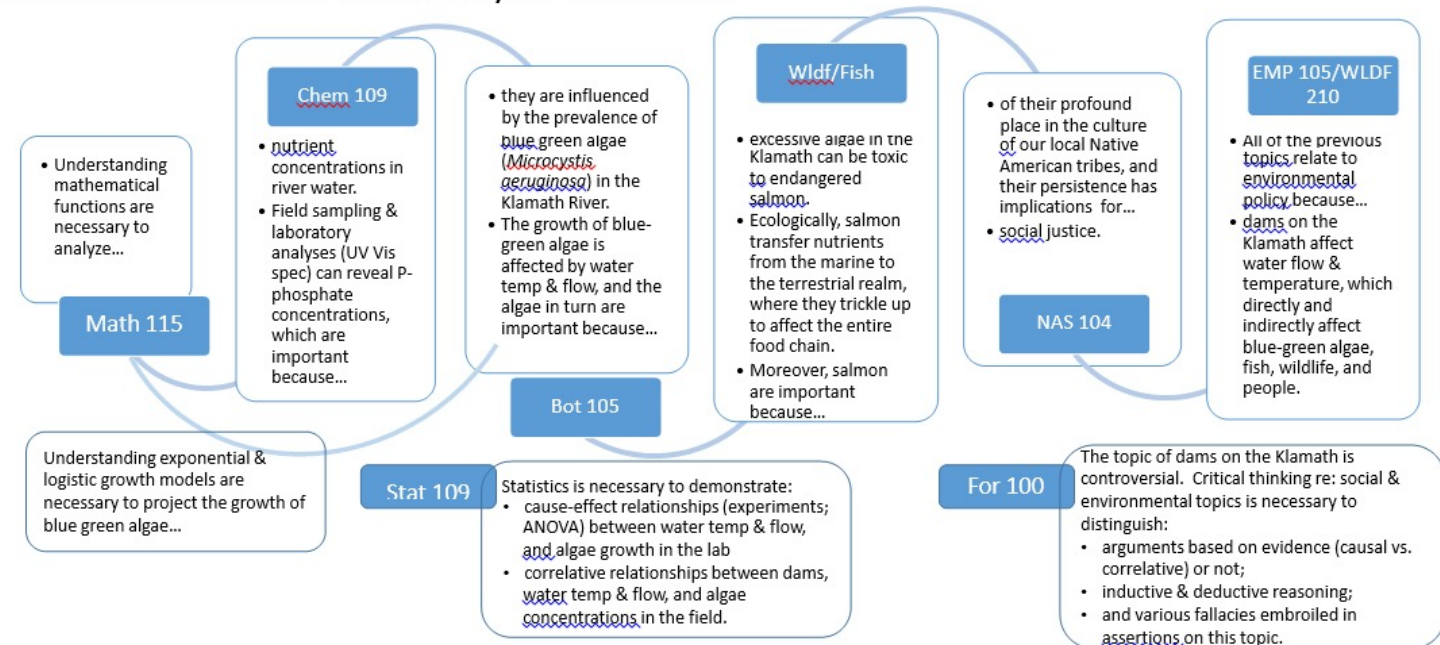 • Understanding
mathematical
functions are
necessary to
analyze...
Math 115
Chem 109
• nutrient
concentrations in
river water.
• Field sampling &
laboratory
analyses (UV Vis
spec) can reveal P-
phosphate
concentrations,
which are
important
because...
• they are influenced
by the prevalence of
blue green algae
(Microcystis
aeruginosa) in the
Klamath River.
• The growth of blue-
green algae is
affected by water
temp & flow, and the
algae in turn are
important because...
Bot 105
Wldf/Fish
• excessive algae in the
Klamath can be toxic
to endangered
salmon.
• Ecologically, salmon
transfer nutrients
from the marine to
the terrestrial realm,
where they trickle up
to affect the entire
food chain.
• Moreover, salmon
are important
because...
• of their profound
place in the culture
of our local Native
American tribes, and
their persistence has
implications for...
• social justice.
NAS 104
EMP 105/WLDF
210
• All of the previous
topics relate to
environmental
policy because...
• dams on the
Klamath affect
water flow &
temperature, which
directly and
indirectly affect
blue-green algae,
fish, wildlife, and
people.
Understanding exponential &
logistic growth models are
necessary to project the growth of
blue green algae...
Stat 109
Statistics is necessary to demonstrate:
• cause-effect relationships (experiments;
ANOVA) between water temp & flow,
and algae growth in the lab
• correlative relationships between dams,
water temp & flow, and algae
concentrations in the field.
For 100
The topic of dams on the Klamath is
controversial. Critical thinking re: social &
environmental topics is necessary to
distinguish:
• arguments based on evidence (causal vs.
correlative) or not;
• inductive & deductive reasoning;
• and various fallacies embroiled in
assertions on this topic.